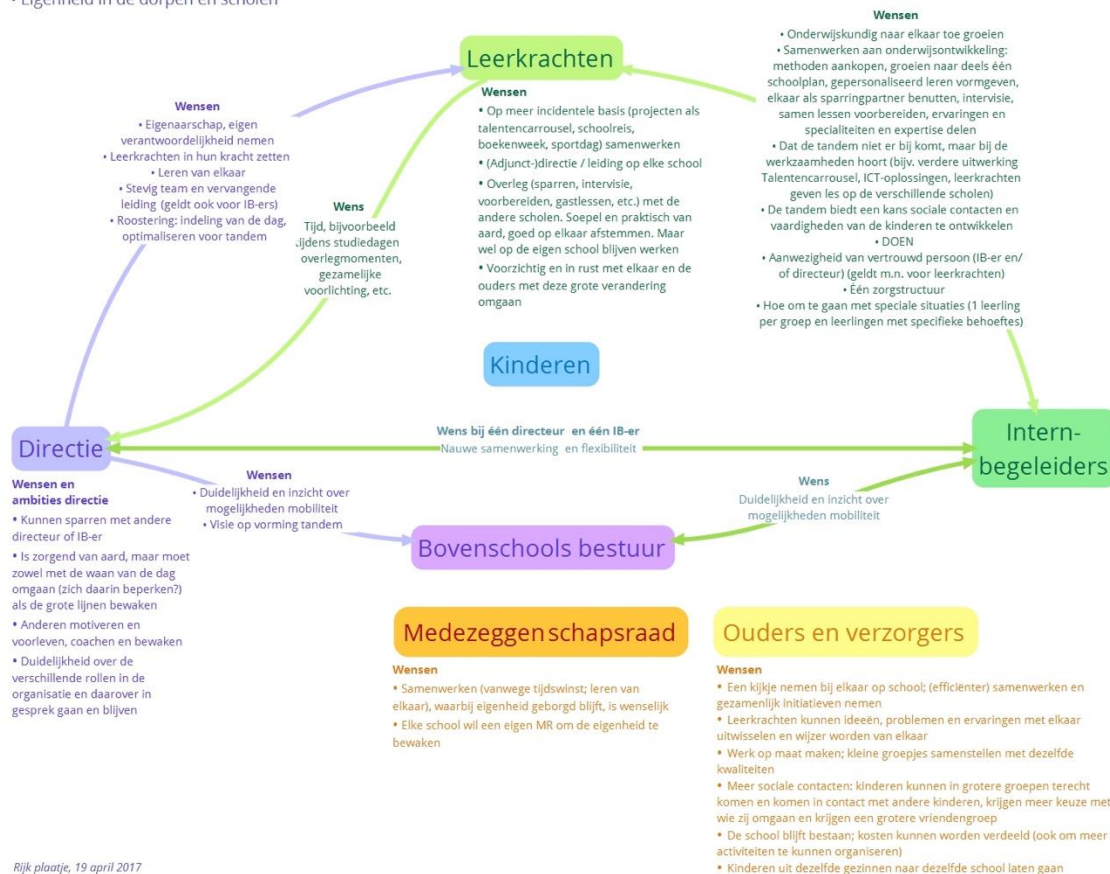 • Eigenheid in de dorpen en scholen
Leerkrachten
Wensen
• Op meer incidentele basis (projecten als
talentencarrousel, schoolreis,
boekenweek, sportdag) samenwerken
• (Adjunct-)directie / leiding op elke school
• Overleg (sparren, intervisie,
voorbereiden, gastlessen, etc.) met de
andere scholen. Soepel en praktisch van
aard, goed op elkaar afstemmen. Maar
wel op de eigen school blijven werken
• Voorzichtig en in rust met elkaar en de
ouders met deze grote verandering
omgaan
Wensen
• Onderwijskundig naar elkaar toe groeien
• Samenwerken aan onderwijsontwikkeling:
methoden aankopen, groeien naar deels één
schoolplan, gepersonaliseerd leren vormgeven,
elkaar als sparringpartner benutten, intervisie,
samen lessen voorbereiden, ervaringen en
specialiteiten en expertise delen
• Dat de tandem niet er bij komt, maar bij de
werkzaamheden hoort (bijv. verdere uitwerking
Talentencarrousel, ICT-oplossingen, leerkrachten
geven les op de verschillende scholen)
• De tandem biedt een kans sociale contacten en
vaardigheden van de kinderen te ontwikkelen
• DOEN
• Aanwezigheid van vertrouwd persoon (IB-er en/
of directeur) (geldt m.n. voor leerkrachten)
• Één zorgstructuur
• Hoe om te gaan met speciale situaties (1 leerling
per groep en leerlingen met specifieke behoeftes)
Wensen
• Eigenaarschap, eigen
verantwoordelijkheid nemen
• Leerkrachten in hun kracht zetten
• Leren van elkaar
• Stevig team en vervangende
leiding (geldt ook voor IB-ers)
• Roostering: indeling van de dag,
optimaliseren voor tandem
Wens
Tijd, bijvoorbeeld
tijdens studiedagen
overlegmomenten,
gezamelijke
voorlichting, etc.
Kinderen
Directie
Wensen en
ambities directie
• Kunnen sparren met andere
directeur of IB-er
• Is zorgend van aard, maar moet
zowel met de waan van de dag
omgaan (zich daarin beperken?)
als de grote lijnen bewaken
• Anderen motiveren en
voorleven, coachen en bewaken
• Duidelijkheid over de
verschillende rollen in de
organisatie en daarover in
gesprek gaan en blijven
Wens bij één directeur en één IB-er
Nauwe samenwerking en flexibiliteit
Intern-
begeleiders
Wensen
• Duidelijkheid en inzicht over
mogelijkheden mobiliteit
• Visie op vorming tandem
Wens
Duidelijkheid en inzicht over
mogelijkheden mobiliteit
Bovenschools bestuur
Medezeggenschapsraad
Wensen
• Samenwerken (vanwege tijdswinst; leren van
elkaar), waarbij eigenheid geborgd blijft, is wenselijk
• Elke school wil een eigen MR om de eigenheid te
bewaken
Ouders en verzorgers
Wensen
• Een kijkje nemen bij elkaar op school; (efficiënter) samenwerken en
gezamenlijk initiatieven nemen
• Leerkrachten kunnen ideeën, problemen en ervaringen met elkaar
uitwisselen en wijzer worden van elkaar
• Werk op maat maken; kleine groepjes samenstellen met dezelfde
kwaliteiten
• Meer sociale contacten: kinderen kunnen in grotere groepen terecht
komen en komen in contact met andere kinderen, krijgen meer keuze met
wie zij omgaan en krijgen een grotere vriendengroep
• De school blijft bestaan; kosten kunnen worden verdeeld (ook om meer
activiteiten te kunnen organiseren)
• Kinderen uit dezelfde gezinnen naar dezelfde school laten gaan
Rijk plaatje, 19 april 2017